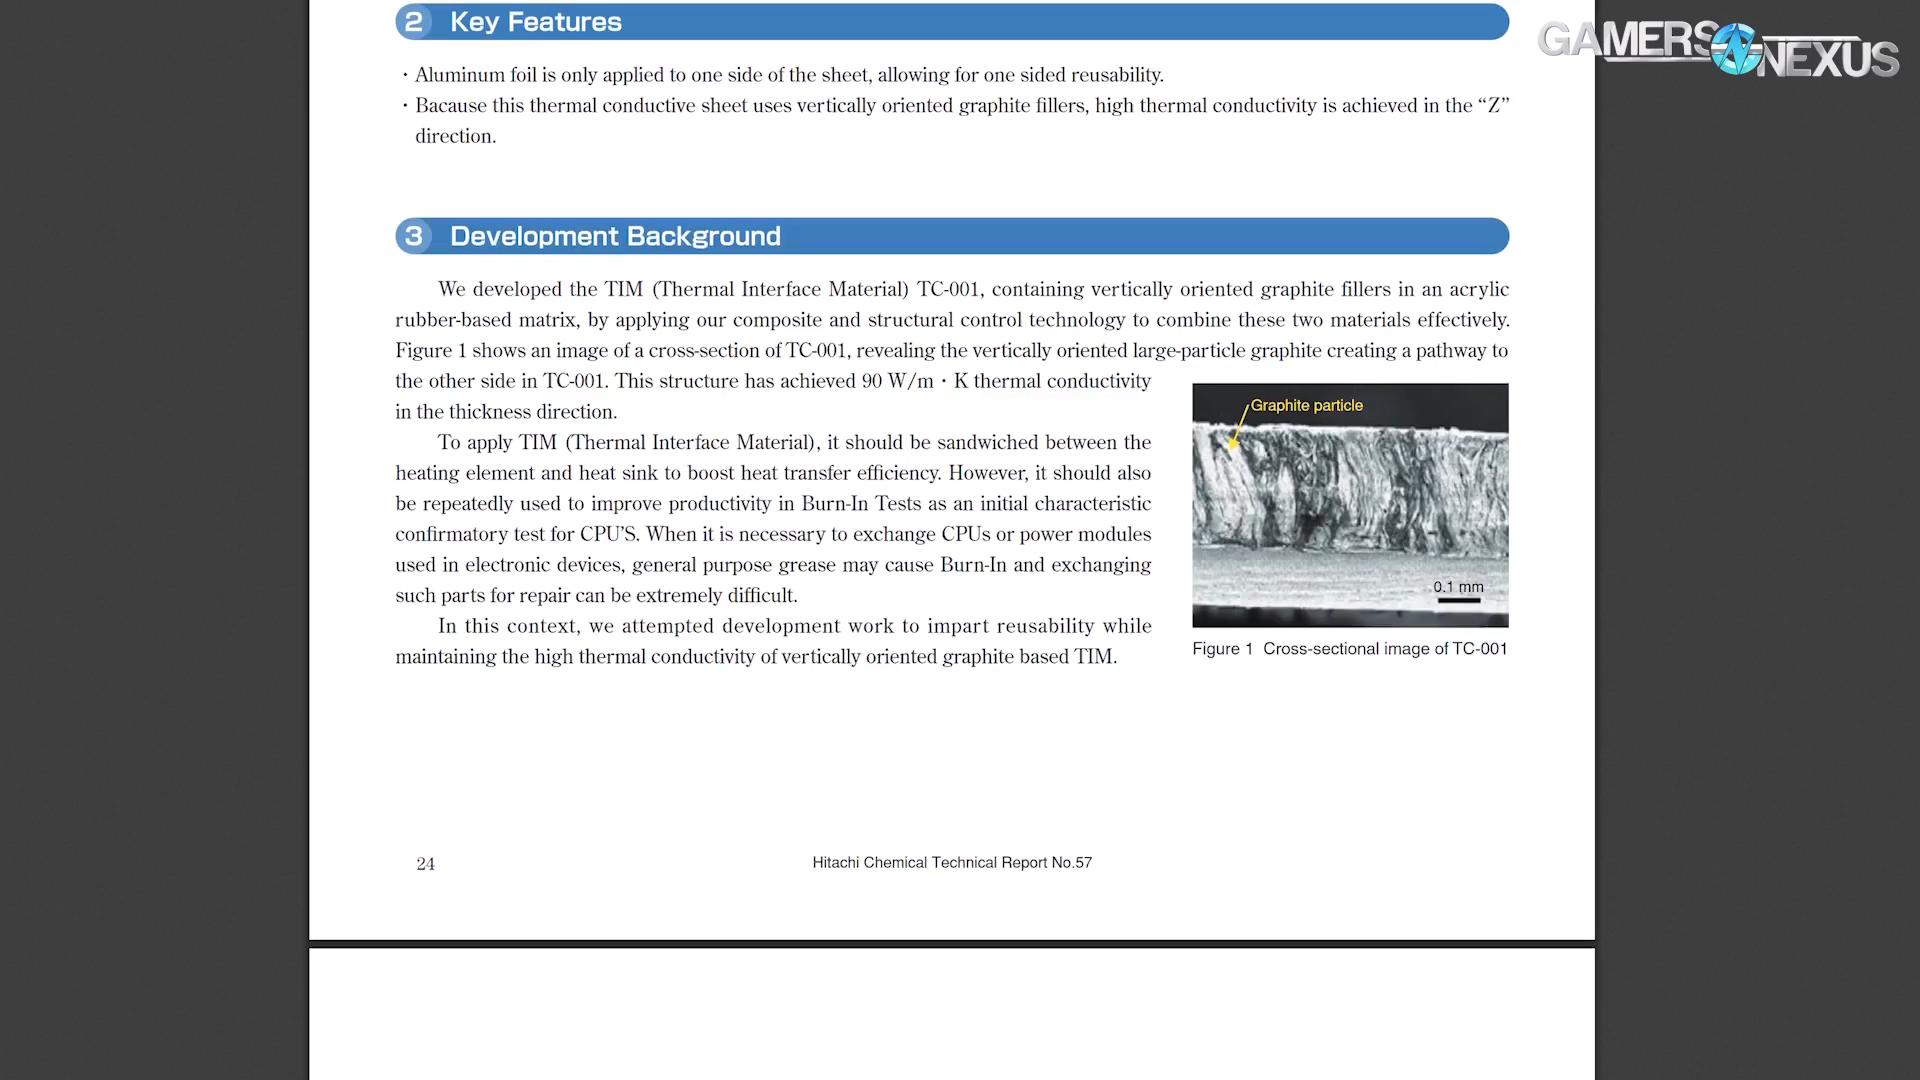 GAMERS NEXUS
2 Key Features
・Aluminum foil is only applied to one side of the sheet, allowing for one sided reusability.
・Bacause this thermal conductive sheet uses vertically oriented graphite fillers, high thermal conductivity is achieved in the “Z”
direction.
3 Development Background
We developed the TIM (Thermal Interface Material) TC-001, containing vertically oriented graphite fillers in an acrylic
rubber-based matrix, by applying our composite and structural control technology to combine these two materials effectively.
Figure 1 shows an image of a cross-section of TC-001, revealing the vertically oriented large-particle graphite creating a pathway to
the other side in TC-001. This structure has achieved 90 W/m・K thermal conductivity
in the thickness direction.
To apply TIM (Thermal Interface Material), it should be sandwiched between the
heating element and heat sink to boost heat transfer efficiency. However, it should also
be repeatedly used to improve productivity in Burn-In Tests as an initial characteristic
confirmatory test for CPU’S. When it is necessary to exchange CPUs or power modules
used in electronic devices, general purpose grease may cause Burn-In and exchanging
such parts for repair can be extremely difficult.
In this context, we attempted development work to impart reusability while
maintaining the high thermal conductivity of vertically oriented graphite based TIM.
Graphite particle
0.1 mm
Figure 1 Cross-sectional image of TC-001
24
Hitachi Chemical Technical Report No.57